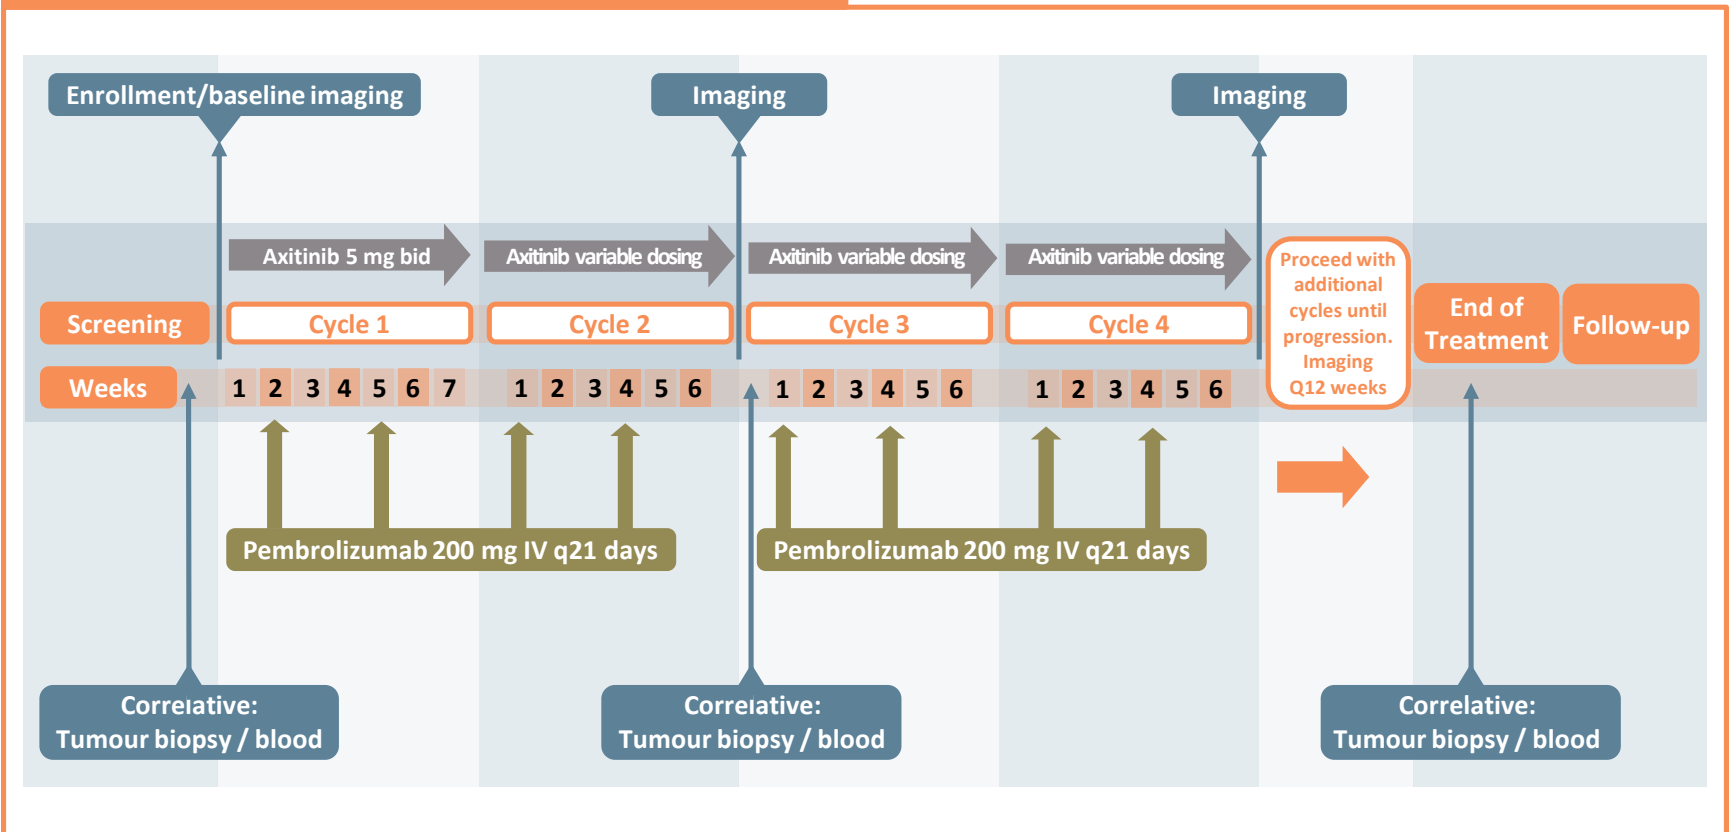 Enrollment/baseline imaging
Imaging
Imaging
Axitinib 5 mg bid
Axitinib variable dosing
Axitinib variable dosing
Axitinib variable dosing
Proceed with
additional
cycles until
progression.
Imaging
Q12 weeks
Screening
Cycle 1
Cycle 2
Cycle 3
Cycle 4
End of
Treatment
Follow-up
Weeks
1 2 3 4 5 6 7
1 2 3 4 5 6
1 2 3 4 5 6
1 2 3 4 5 6
Pembrolizumab 200 mg IV q21 days
Pembrolizumab 200 mg IV q21 days
Correlative:
Tumour biopsy / blood
Correlative:
Tumour biopsy / blood
Correlative:
Tumour biopsy / blood